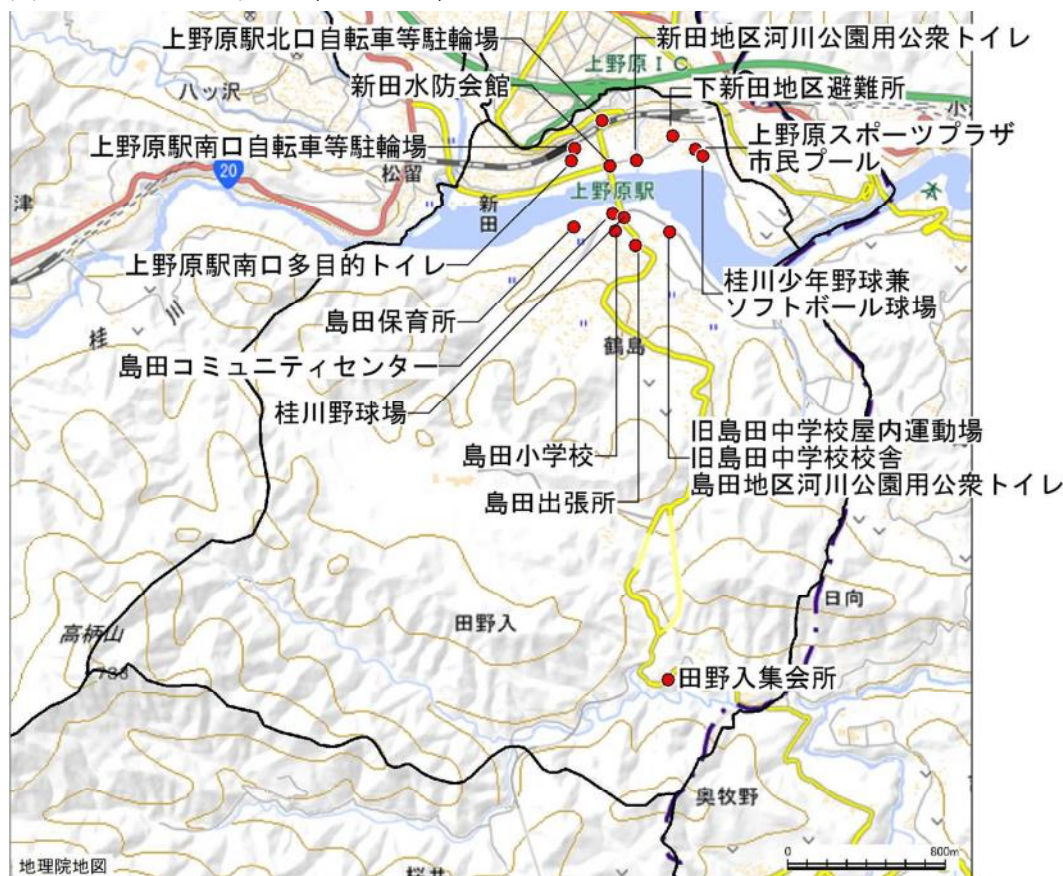 上野原駅北口自転車等駐輪場
新田地区河川公園用公衆トイレ
上野原IC
新田水防会館
下新田地区避難所
八ッ沢
小
上野原駅南口自転車等駐輪場
上野原スポーツプラザ
市民プール
20
松留
津
新田
上野原駅
上野原駅南口多目的トイレ
桂川少年野球兼
ソフトボール球場
島田保育所
桂川
鶴島
島田コミュニティセンター
桂川野球場
島田小学校
旧島田中学校屋内運動場
旧島田中学校校舎
島田地区河川公園用公衆トイレ
島田出張所
日向
田野入
高柄山
733
田野入集会所
奥牧野
地理院地図
0
800m